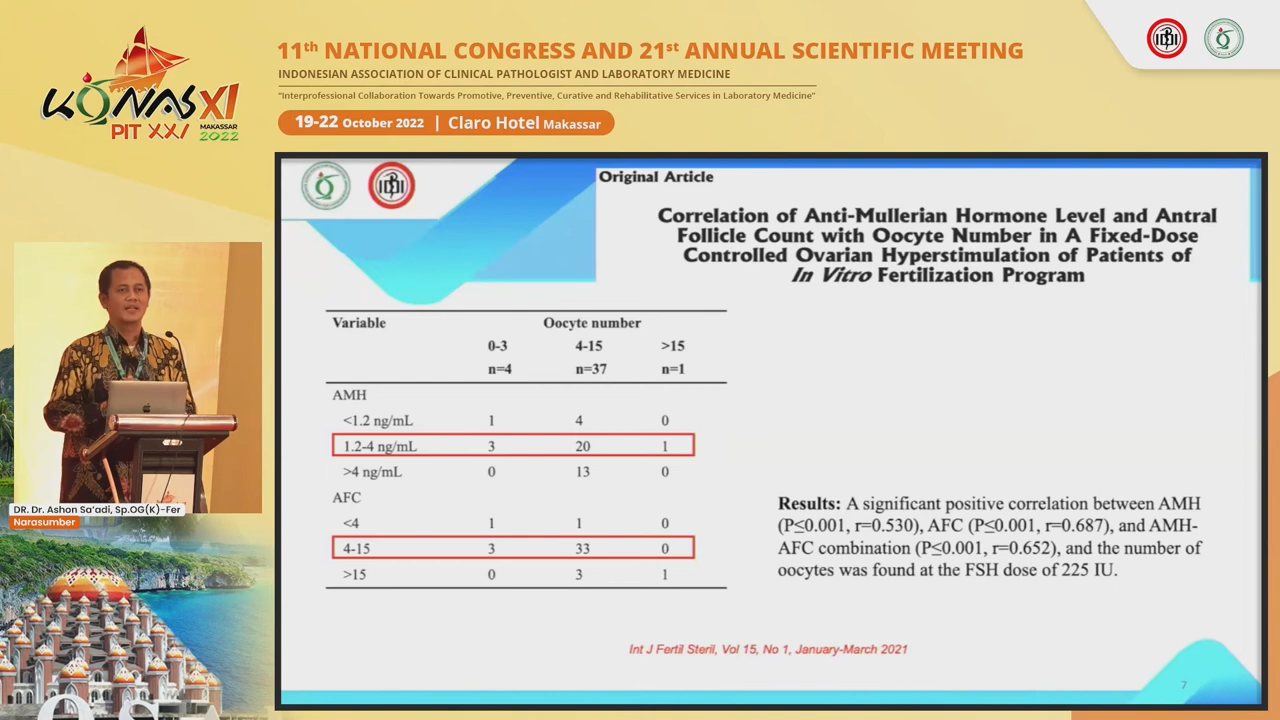 KONAS XI
PIT XXI
MAKASSAR
2022
11th NATIONAL CONGRESS AND 21st ANNUAL SCIENTIFIC MEETING
INDONESIAN ASSOCIATION OF CLINICAL PATHOLOGIST AND LABORATORY MEDICINE
"Interprofessional Collaboration Towards Promotive, Preventive, Curative and Rehabilitative Services in Laboratory Medicine"
19-22 October 2022 | Claro Hotel Makassar
Original Article
Correlation of Anti-Mullerian Hormone Level and Antral
Follicle Count with Oocyte Number in A Fixed-Dose
Controlled Ovarian Hyperstimulation of Patients of
In Vitro Fertilization Program
Variable Oocyte number
0-3 4-15 >15
n=4 n=37 n=1
AMH
<1.2 ng/mL 1 4 0
1.2-4 ng/mL 3 20 1
>4 ng/mL 0 13 0
AFC
<4 1 1 0
4-15 3 33 0
>15 0 3 1
Results: A significant positive correlation between AMH
(P≤0.001, r=0.530), AFC (P≤0.001, r=0.687), and AMH-
AFC combination (P≤0.001, r=0.652), and the number of
oocytes was found at the FSH dose of 225 IU.
Int J Fertil Steril, Vol 15, No 1, January-March 2021
7
DR. Dr. Ashon Sa'adi, Sp.OG(K)-Fer
Narasumber